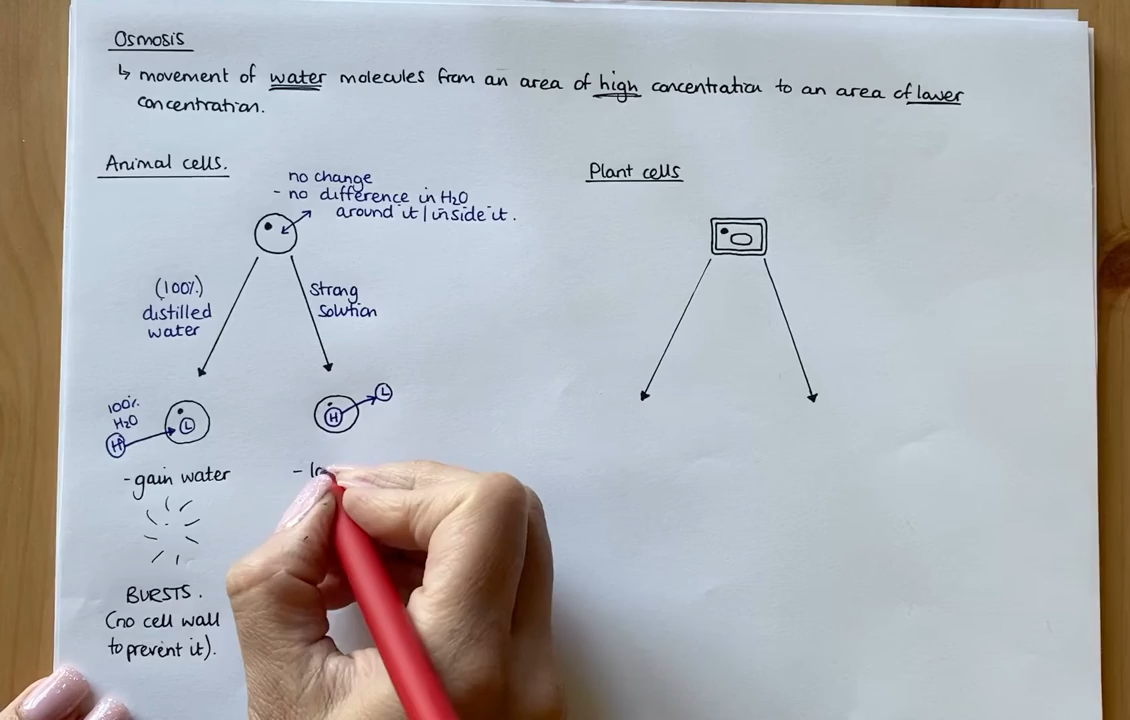 Osmosis
↳ movement of water molecules from an area of high concentration to an area of lower
concentration.
Animal cells.
no change
- no difference in H2O
around it / inside it.
(100%)
distilled
water
Strong
solution
100%
H2O
H
L
H
L
- gain water
BURSTS.
(no cell wall
to prevent it).
Plant cells